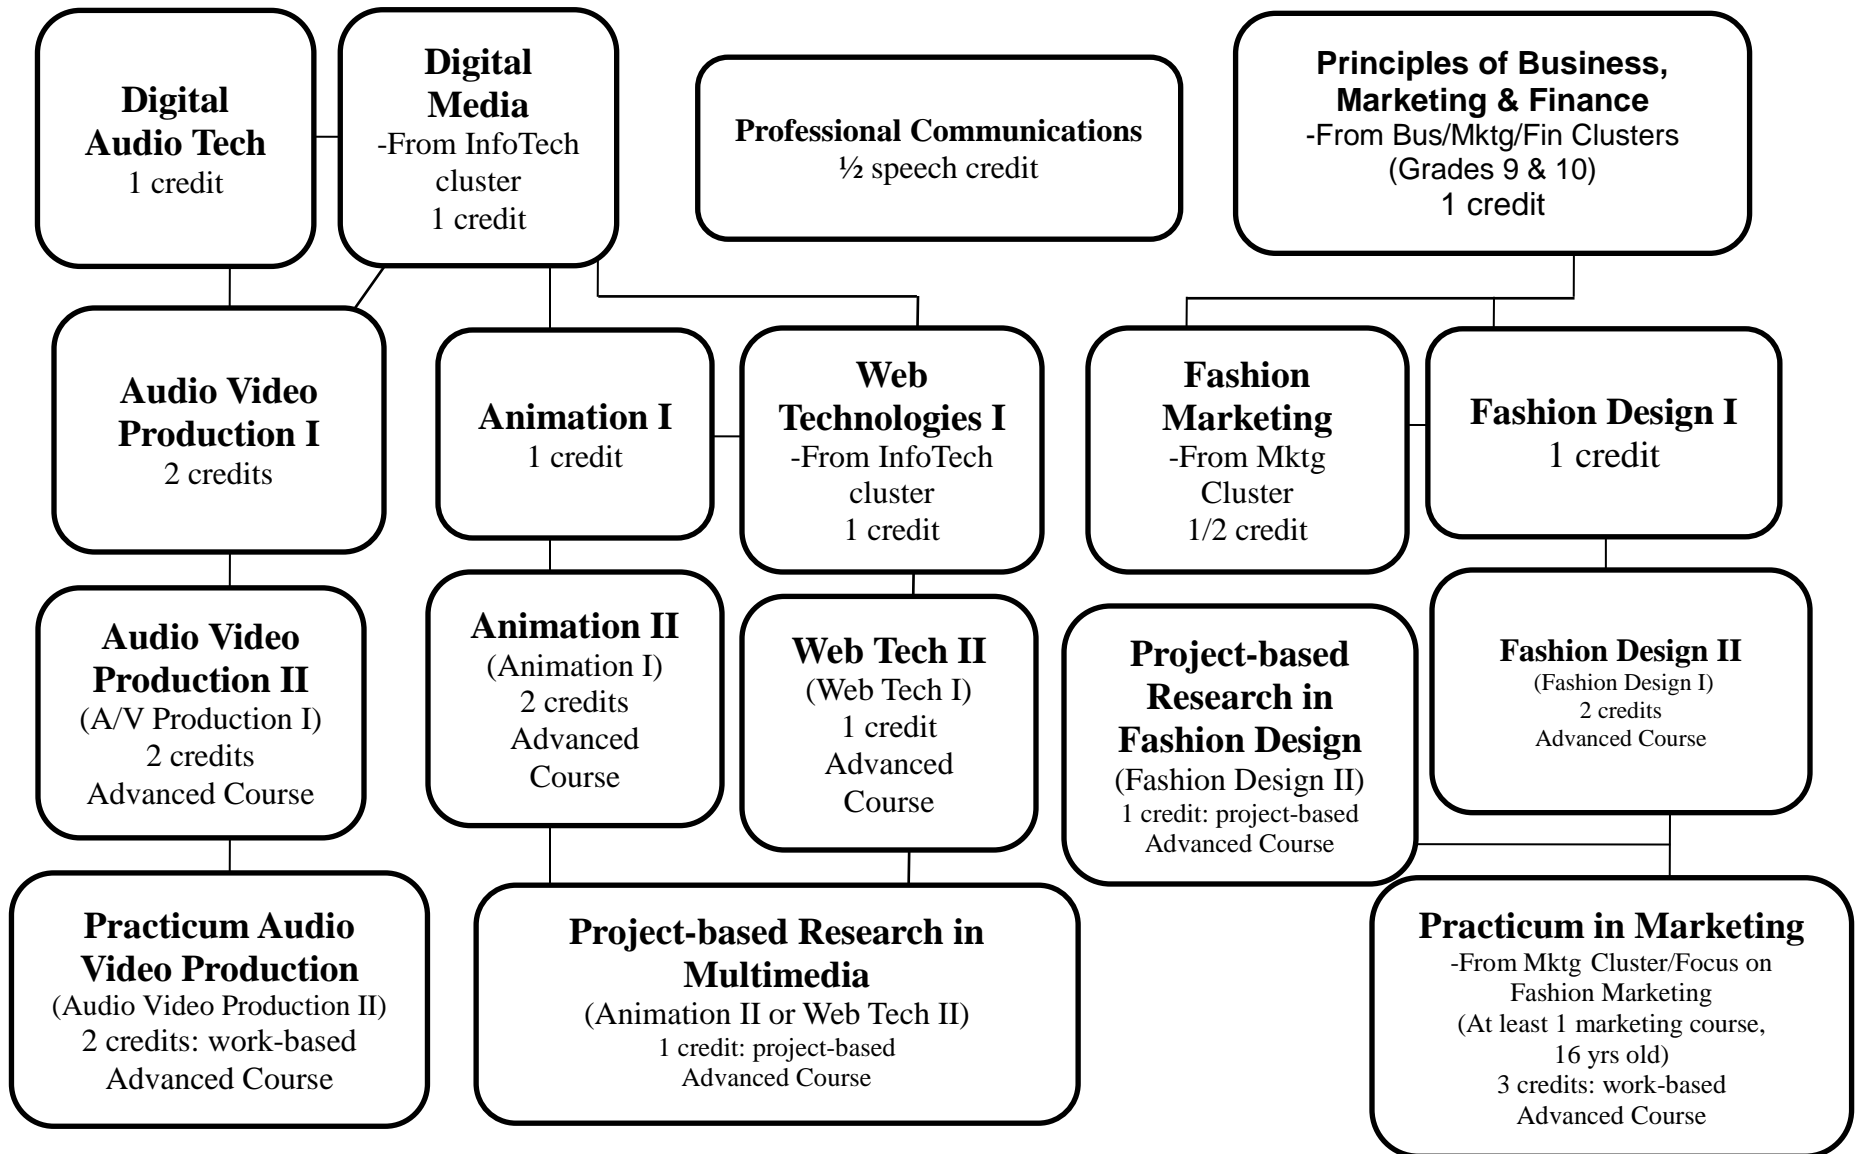 Digital
Audio Tech
1 credit
Digital
Media
-From InfoTech
cluster
1 credit
Professional Communications
½ speech credit
Principles of Business,
Marketing & Finance
-From Bus/Mktg/Fin Clusters
(Grades 9 & 10)
1 credit
Audio Video
Production I
2 credits
Animation I
1 credit
Web
Technologies I
-From InfoTech
cluster
1 credit
Fashion
Marketing
-From Mktg
Cluster
1/2 credit
Fashion Design I
1 credit
Audio Video
Production II
(A/V Production I)
2 credits
Advanced Course
Animation II
(Animation I)
2 credits
Advanced
Course
Web Tech II
(Web Tech I)
1 credit
Advanced
Course
Project-based
Research in
Fashion Design
(Fashion Design II)
1 credit: project-based
Advanced Course
Fashion Design II
(Fashion Design I)
2 credits
Advanced Course
Practicum Audio
Video Production
(Audio Video Production II)
2 credits: work-based
Advanced Course
Project-based Research in
Multimedia
(Animation II or Web Tech II)
1 credit: project-based
Advanced Course
Practicum in Marketing
-From Mktg Cluster/Focus on
Fashion Marketing
(At least 1 marketing course,
16 yrs old)
3 credits: work-based
Advanced Course